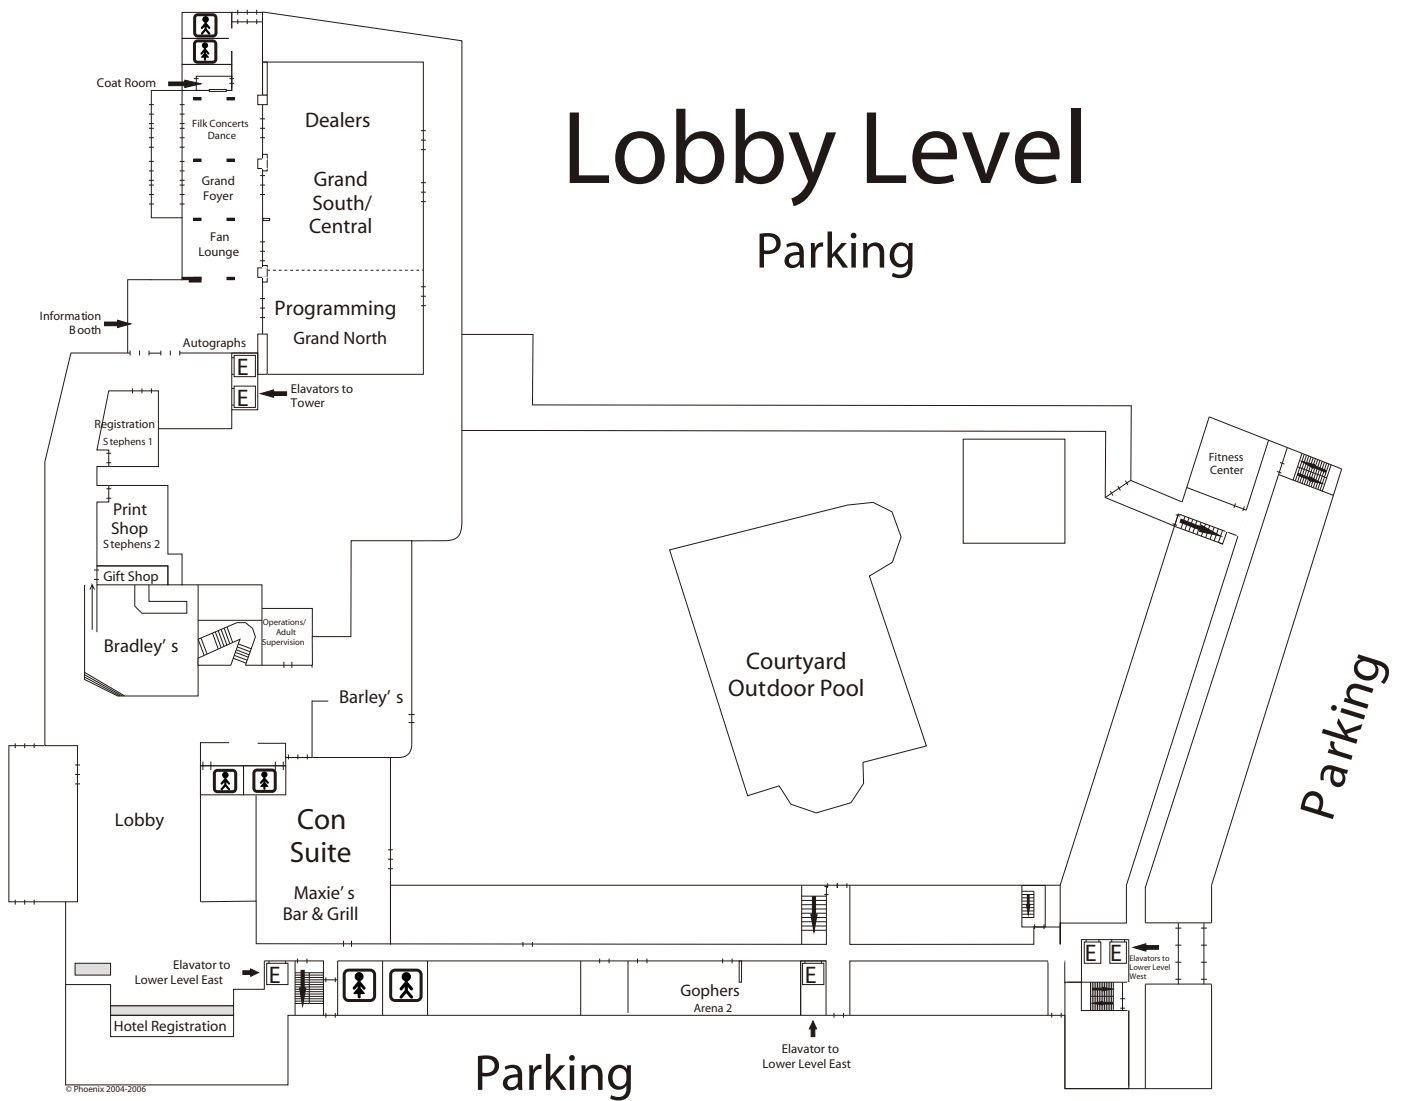 Lobby Level
Parking
Coat Room
Filk Concerts
Dance
Grand
Foyer
Fan
Lounge
Dealers
Grand
South/
Central
Programming
Grand North
Information
Booth
Autographs
E
E
Elavators to
Tower
Registration
Stephens 1
Print
Shop
Stephens 2
Gift Shop
Bradley's
Operations/
Adult
Supervision
Barley's
Fitness
Center
Courtyard
Outdoor Pool
Parking
Lobby
Con
Suite
Maxie's
Bar & Grill
Elavator to
Lower Level East
E
Hotel Registration
Gophers
Arena 2
E
Elavator to
Lower Level East
E E
Elavators to
Lower Level
West
Parking
© Phoenix 2004-2006